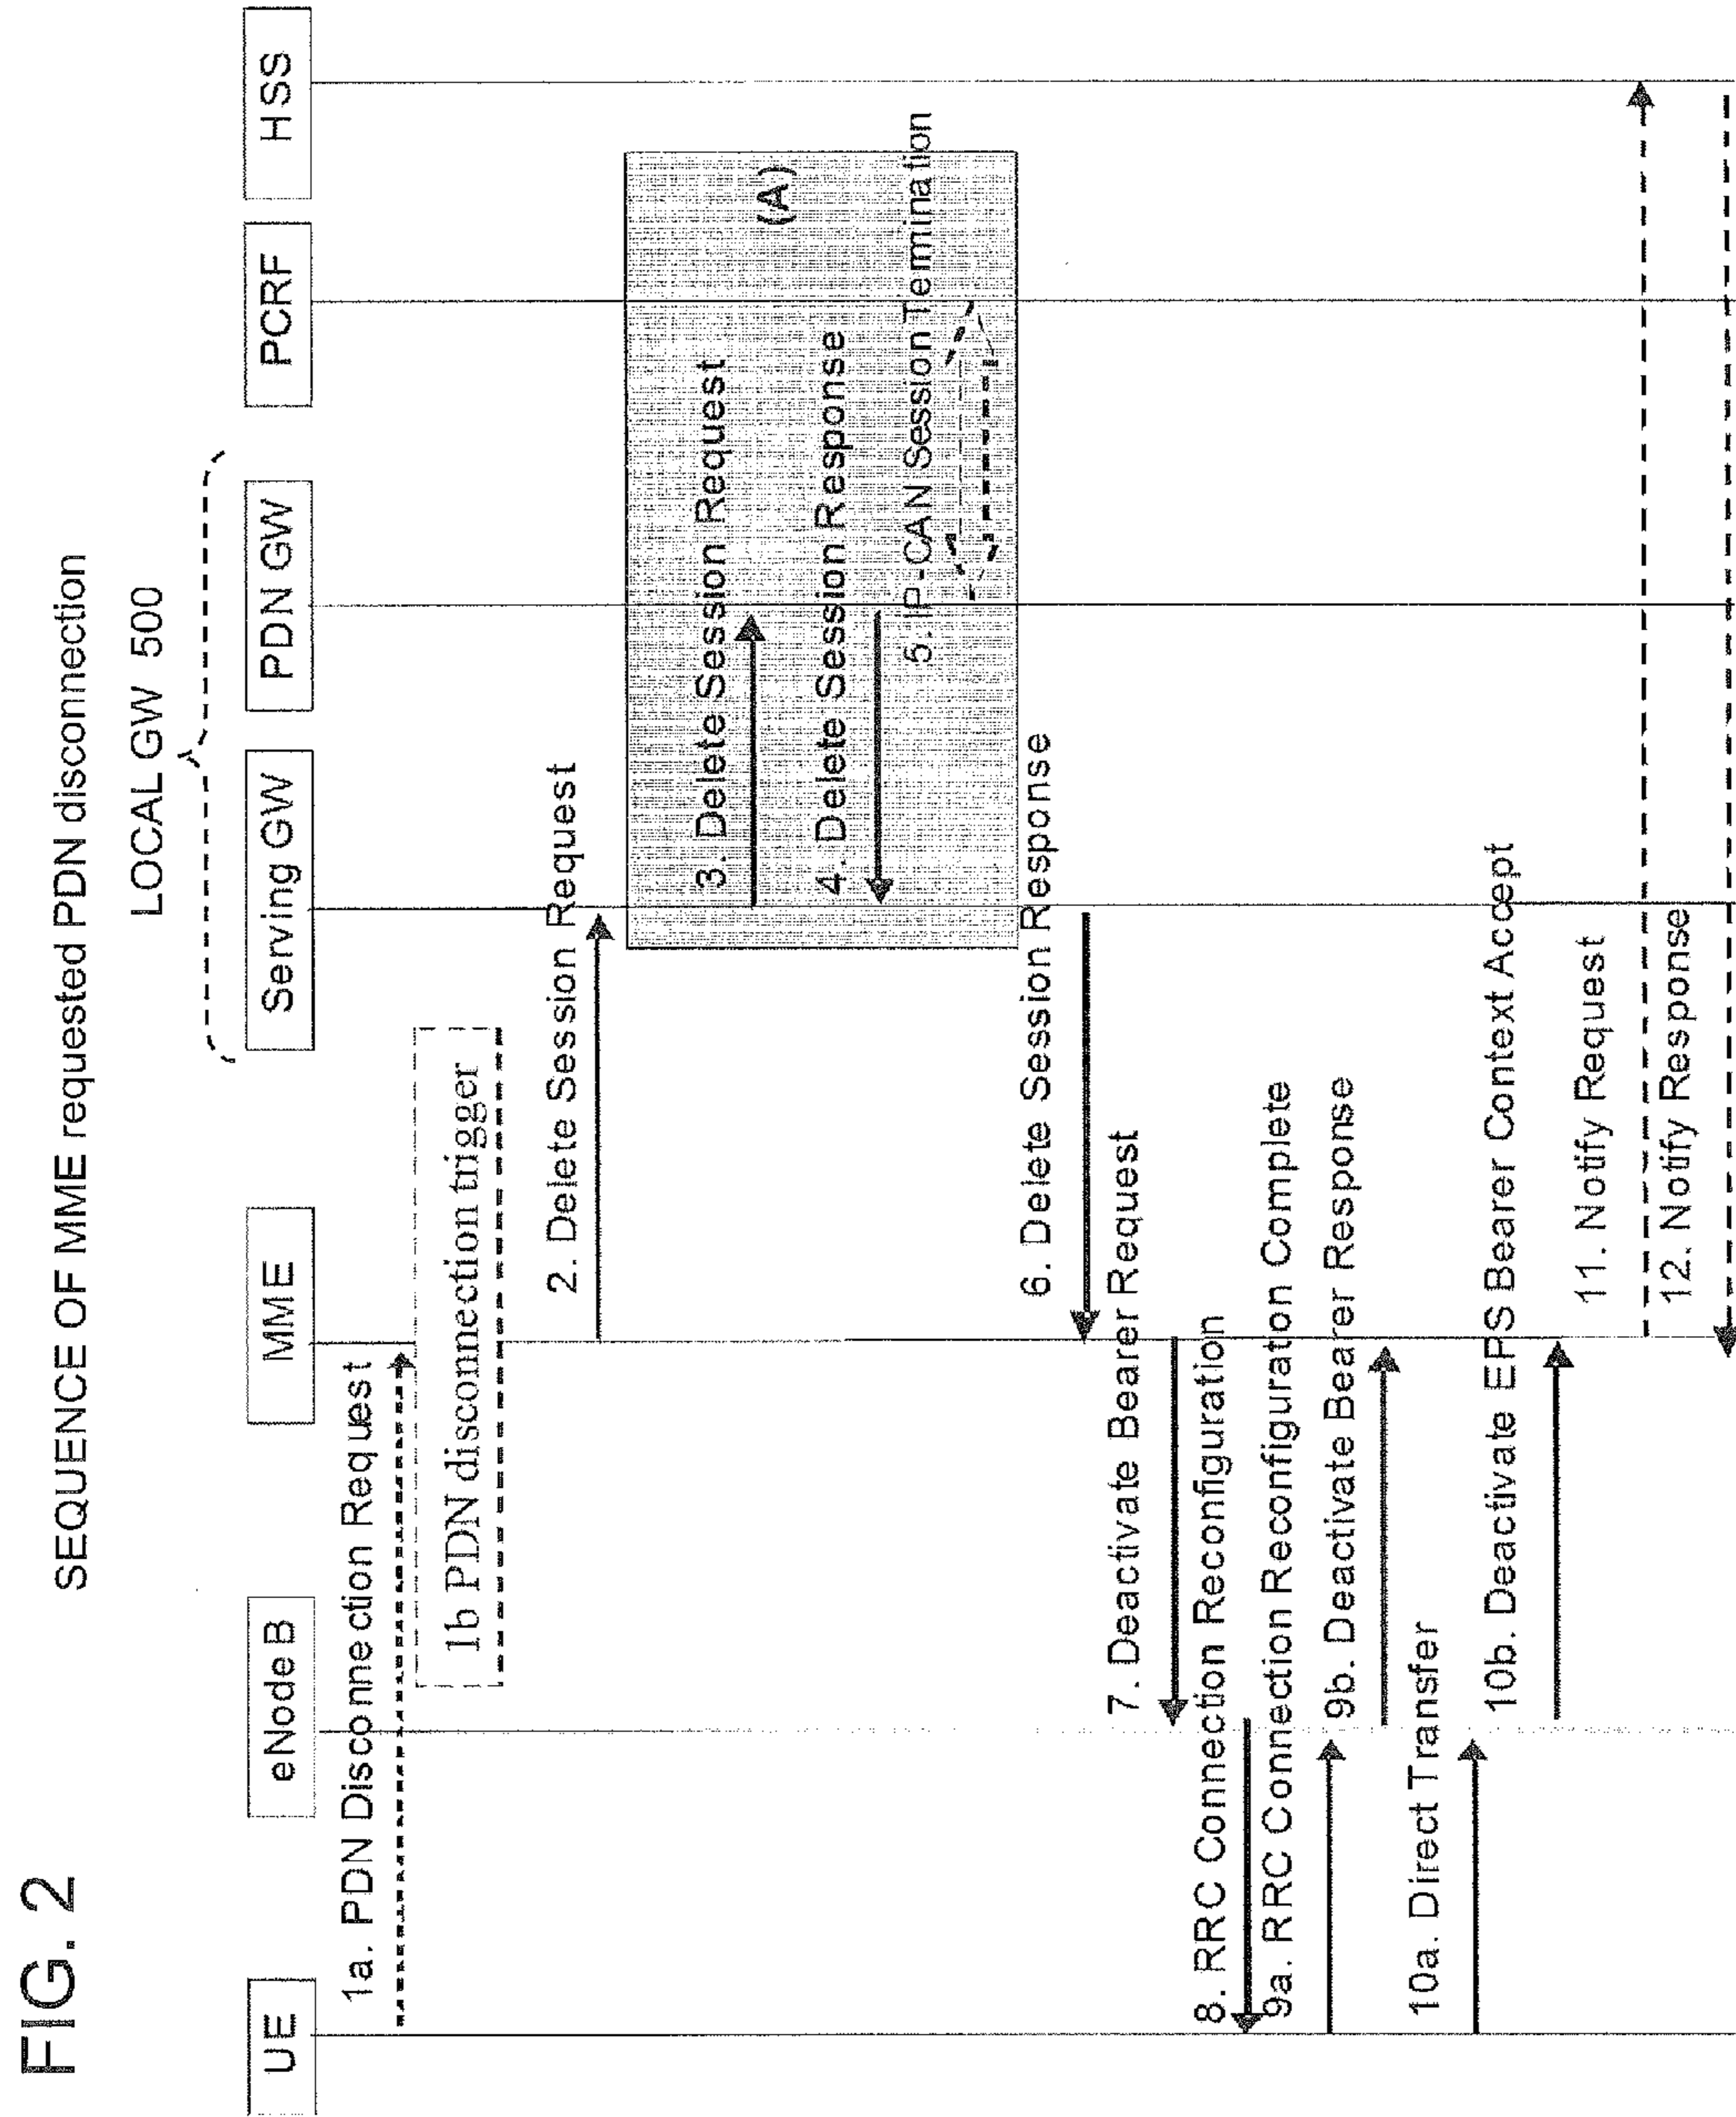 FIG. 2
SEQUENCE OF MME requested PDN disconnection
LOCAL GW 500
UE
eNode B
MME
Serving GW
PDN GW
PCRF
HSS
1a. PDN Disconnection Request
1b PDN disconnection trigger
2. Delete Session Request
3. Delete Session Request
(A)
4. Delete Session Response
5. IP-CAN Session Termination
6. Delete Session Response
7. Deactivate Bearer Request
8. RRC Connection Reconfiguration
9a. RRC Connection Reconfiguration Complete
9b. Deactivate Bearer Response
10a. Direct Transfer
10b. Deactivate EPS Bearer Context Accept
11. Notify Request
12. Notify Response